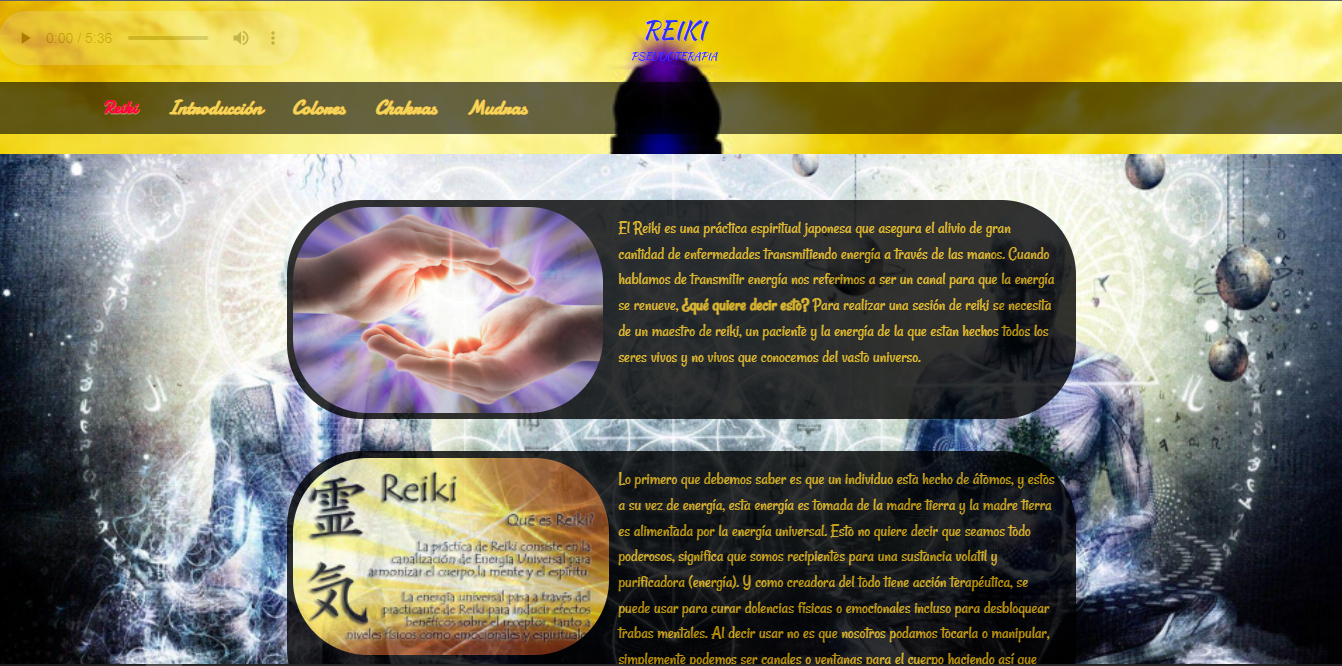 0:00 / 5:36
REIKI
PSEUDOTERAPIA
Reiki Introducción Colores Chakras Mudras
El Reiki es una práctica espiritual japonesa que asegura el alivio de gran
cantidad de enfermedades transmitiendo energía a través de las manos. Cuando
hablamos de transmitir energía nos referimos a ser un canal para que la energía
se renueve, ¿qué quiere decir esto? Para realizar una sesión de reiki se necesita
de un maestro de reiki, un paciente y la energía de la que estan hechos todos los
seres vivos y no vivos que conocemos del vasto universo.
靈
気
Reiki
Qué es Reiki?
La práctica de Reiki consiste en la
canalización de Energía Universal para
armonizar el cuerpo,la mente y el espíritu.
La energía universal pasa a través del
practicante de Reiki para inducir efectos
benéficos sobre el receptor, tanto a
niveles físicos como emocionales y espirituale
Lo primero que debemos saber es que un individuo esta hecho de átomos, y estos
a su vez de energía, esta energía es tomada de la madre tierra y la madre tierra
es alimentada por la energía universal. Esto no quiere decir que seamos todo
poderosos, significa que somos recipientes para una sustancia volatil y
purificadora (energía). Y como creadora del todo tiene acción terapéutica, se
puede usar para curar dolencias físicas o emocionales incluso para desbloquear
trabas mentales. Al decir usar no es que nosotros podamos tocarla o manipular,
simplemente podemos ser canales o ventanas para el cuerpo haciendo así que